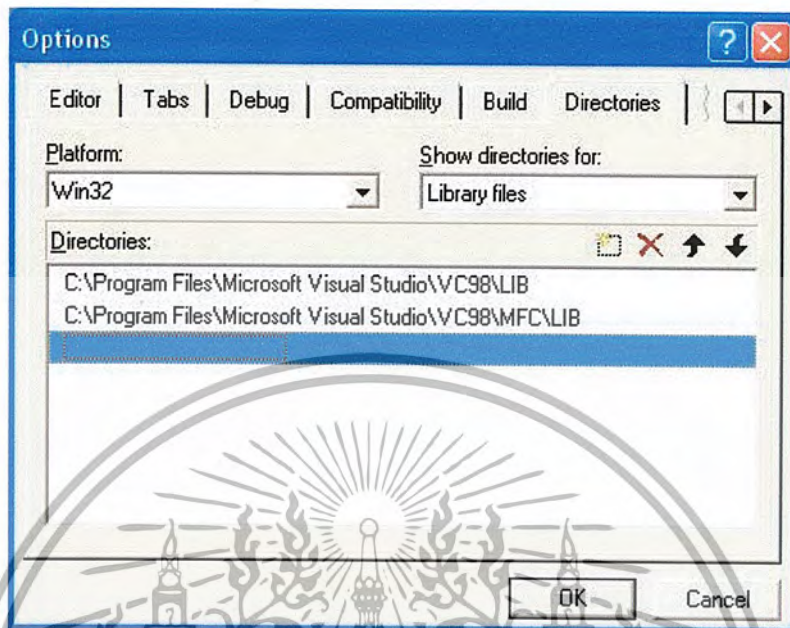 Options
Editor Tabs Debug Compatibility Build Directories
Platform: Show directories for:
Win32 Library files
Directories:
C:\Program Files\Microsoft Visual Studio\VC98\LIB
C:\Program Files\Microsoft Visual Studio\VC98\MFC\LIB
OK Cancel